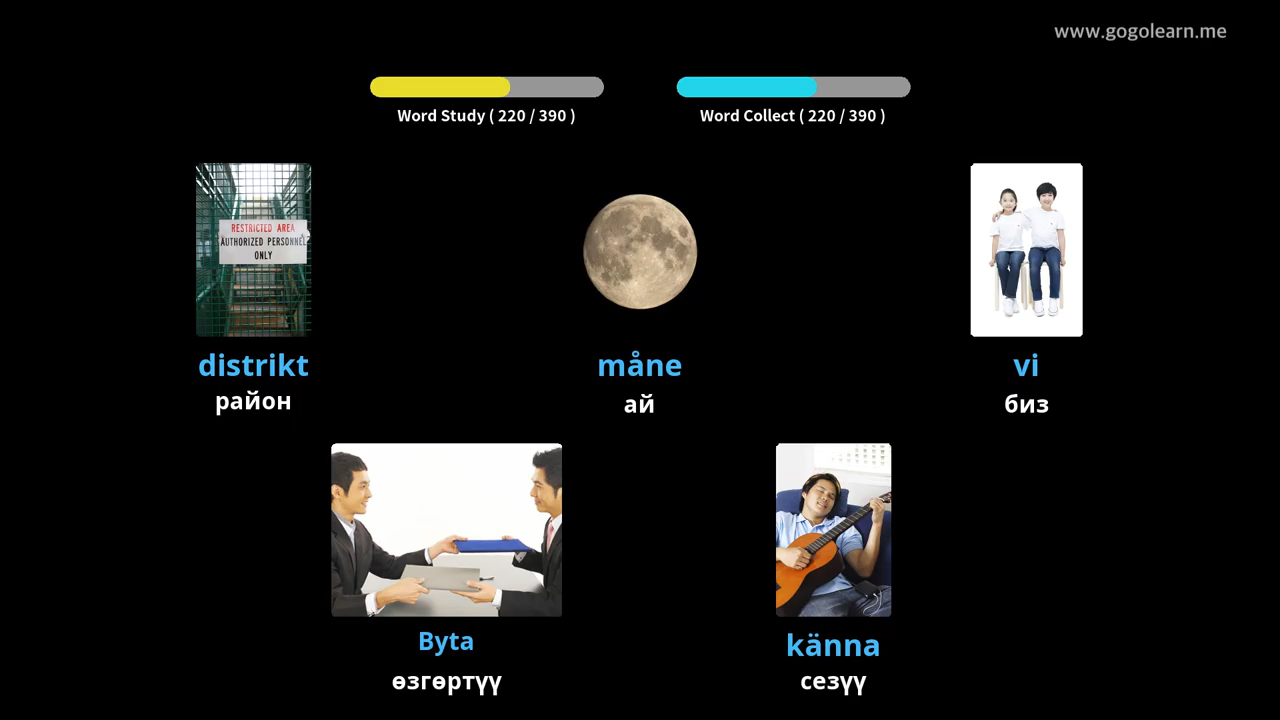 www.gogolearn.me
Word Study ( 220 / 390 )
Word Collect ( 220 / 390 )
RESTRICTED AREA
AUTHORIZED PERSONNEL
ONLY
distrikt
район
måne
ай
vi
биз
Byta
өзгөртүү
känna
сезүү